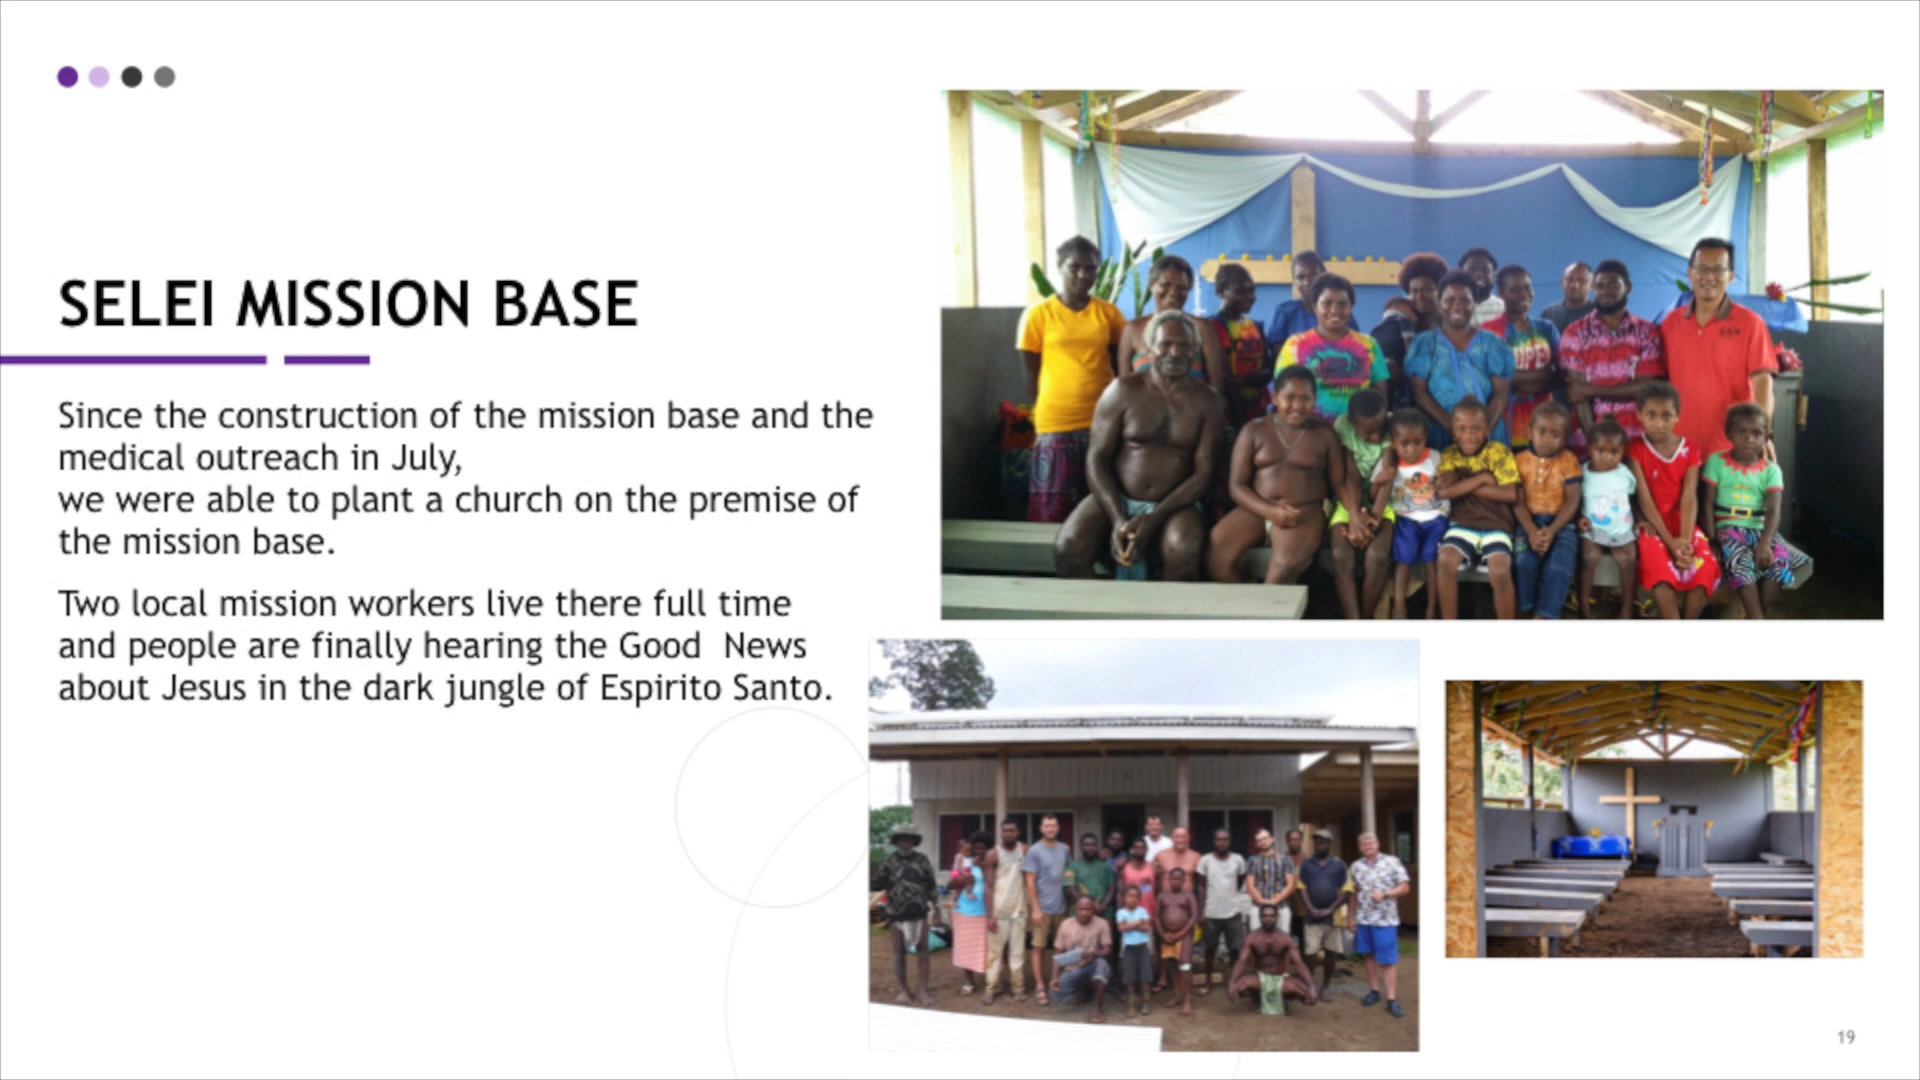 SELEI MISSION BASE
Since the construction of the mission base and the
medical outreach in July,
we were able to plant a church on the premise of
the mission base.
Two local mission workers live there full time
and people are finally hearing the Good  News
about Jesus in the dark jungle of Espirito Santo.
19